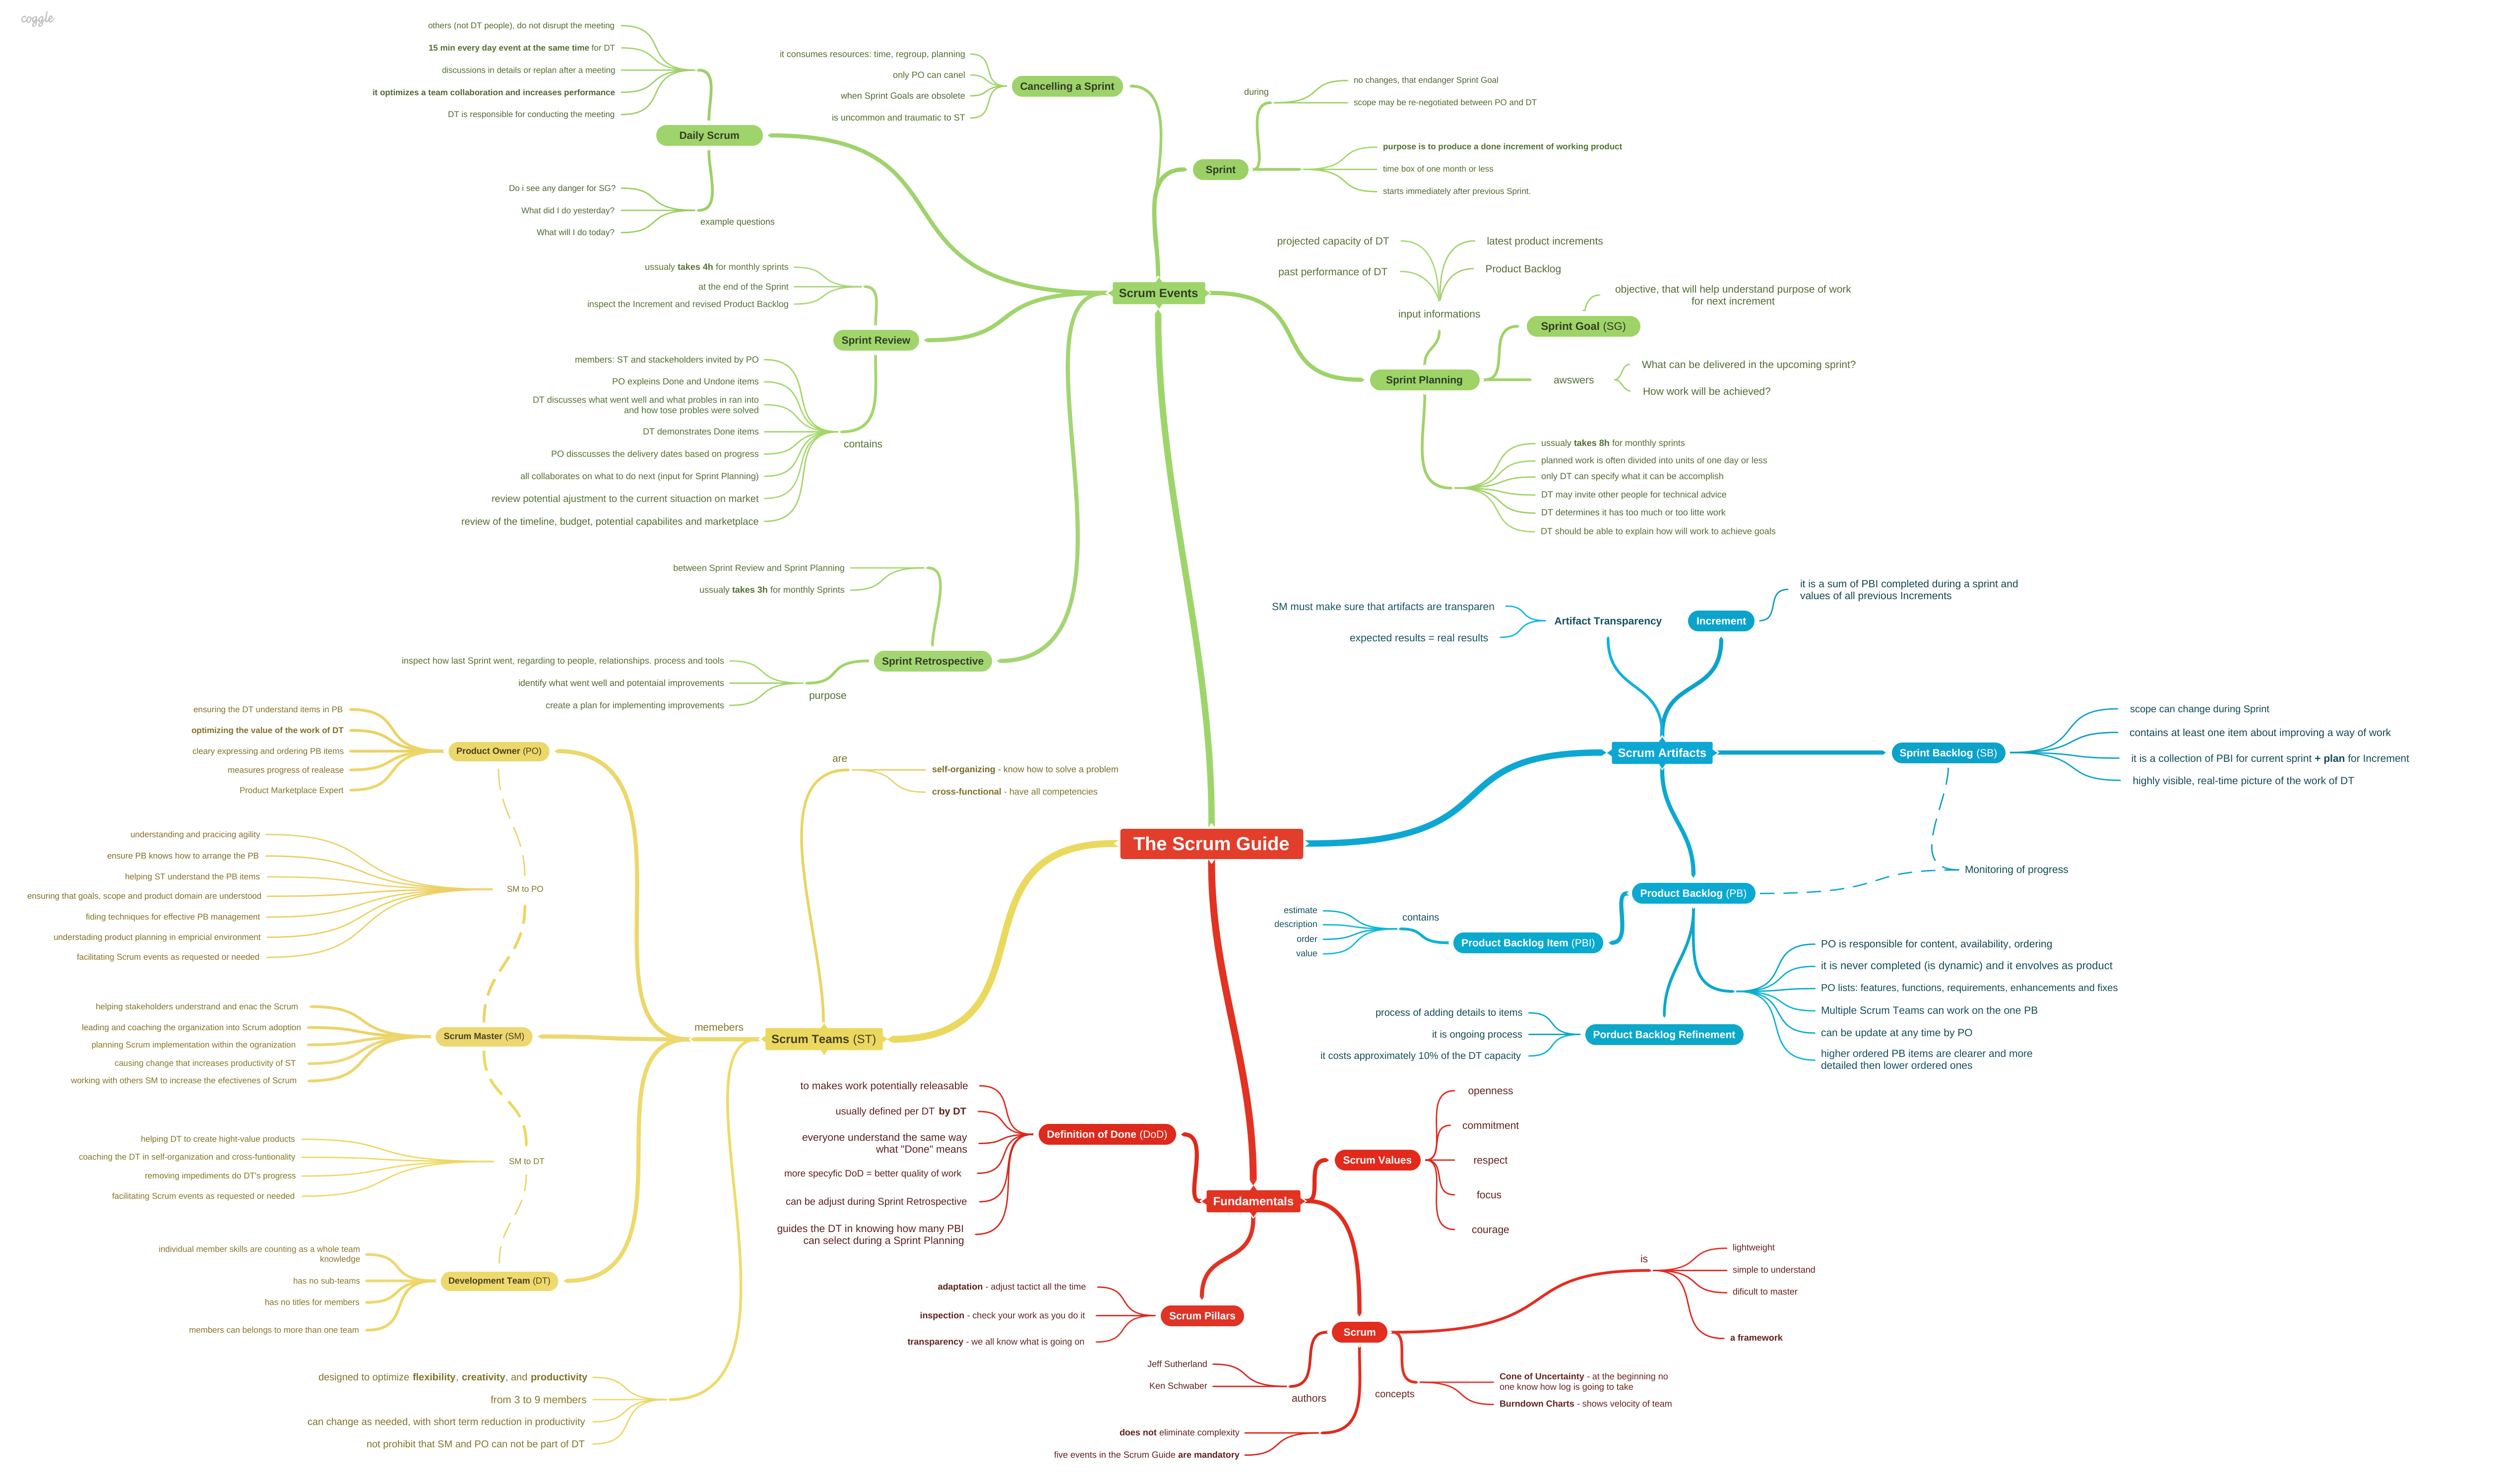 coggle
The Scrum Guide
Scrum Events
Cancelling a Sprint
it consumes resources: time, regroup, planning
only PO can canel
when Sprint Goals are obsolete
is uncommon and traumatic to ST
Daily Scrum
others (not DT people), do not disrupt the meeting
15 min every day event at the same time for DT
discussions in details or replan after a meeting
it optimizes a team collaboration and increases performance
DT is responsible for conducting the meeting
example questions
Do i see any danger for SG?
What did I do yesterday?
What will I do today?
Sprint
during
no changes, that endanger Sprint Goal
scope may be re-negotiated between PO and DT
purpose is to produce a done increment of working product
time box of one month or less
starts immediately after previous Sprint.
Sprint Planning
input informations
projected capacity of DT
past performance of DT
latest product increments
Product Backlog
Sprint Goal (SG)
objective, that will help understand purpose of work
for next increment
awswers
What can be delivered in the upcoming sprint?
How work will be achieved?
ussualy takes 8h for monthly sprints
planned work is often divided into units of one day or less
only DT can specify what it can be accomplish
DT may invite other people for technical advice
DT determines it has too much or too litte work
DT should be able to explain how will work to achieve goals
Sprint Review
ussualy takes 4h for monthly sprints
at the end of the Sprint
inspect the Increment and revised Product Backlog
contains
members: ST and stackeholders invited by PO
PO expleins Done and Undone items
DT discusses what went well and what probles in ran into
and how tose probles were solved
DT demonstrates Done items
PO disscusses the delivery dates based on progress
all collaborates on what to do next (input for Sprint Planning)
review potential ajustment to the current situaction on market
review of the timeline, budget, potential capabilites and marketplace
Sprint Retrospective
between Sprint Review and Sprint Planning
ussualy takes 3h for monthly Sprints
purpose
inspect how last Sprint went, regarding to people, relationships. process and tools
identify what went well and potentaial improvements
create a plan for implementing improvements
Scrum Artifacts
Artifact Transparency
SM must make sure that artifacts are transparen
expected results = real results
Increment
it is a sum of PBI completed during a sprint and
values of all previous Increments
Sprint Backlog (SB)
scope can change during Sprint
contains at least one item about improving a way of work
it is a collection of PBI for current sprint + plan for Increment
highly visible, real-time picture of the work of DT
Monitoring of progress
Product Backlog (PB)
Product Backlog Item (PBI)
contains
estimate
description
order
value
Porduct Backlog Refinement
process of adding details to items
it is ongoing process
it costs approximately 10% of the DT capacity
PO is responsible for content, availability, ordering
it is never completed (is dynamic) and it envolves as product
PO lists: features, functions, requirements, enhancements and fixes
Multiple Scrum Teams can work on the one PB
can be update at any time by PO
higher ordered PB items are clearer and more
detailed then lower ordered ones
Scrum Teams (ST)
are
self-organizing - know how to solve a problem
cross-functional - have all competencies
memebers
Product Owner (PO)
ensuring the DT understand items in PB
optimizing the value of the work of DT
cleary expressing and ordering PB items
measures progress of realease
Product Marketplace Expert
SM to PO
understanding and pracicing agility
ensure PB knows how to arrange the PB
helping ST understand the PB items
ensuring that goals, scope and product domain are understood
fiding techniques for effective PB management
understading product planning in empricial environment
facilitating Scrum events as requested or needed
Scrum Master (SM)
helping stakeholders understrand and enac the Scrum
leading and coaching the organization into Scrum adoption
planning Scrum implementation within the ogranization
causing change that increases productivity of ST
working with others SM to increase the efectivenes of Scrum
SM to DT
helping DT to create hight-value products
coaching the DT in self-organization and cross-funtionality
removing impediments do DT's progress
facilitating Scrum events as requested or needed
Development Team (DT)
individual member skills are counting as a whole team
knowledge
has no sub-teams
has no titles for members
members can belongs to more than one team
designed to optimize flexibility, creativity, and productivity
from 3 to 9 members
can change as needed, with short term reduction in productivity
not prohibit that SM and PO can not be part of DT
Fundamentals
Definition of Done (DoD)
to makes work potentially releasable
usually defined per DT by DT
everyone understand the same way
what "Done" means
more specyfic DoD = better quality of work
can be adjust during Sprint Retrospective
guides the DT in knowing how many PBI
can select during a Sprint Planning
Scrum Values
openness
commitment
respect
focus
courage
Scrum Pillars
adaptation - adjust tactict all the time
inspection - check your work as you do it
transparency - we all know what is going on
Scrum
is
lightweight
simple to understand
dificult to master
a framework
authors
Jeff Sutherland
Ken Schwaber
concepts
Cone of Uncertainty - at the beginning no
one know how log is going to take
Burndown Charts - shows velocity of team
does not eliminate complexity
five events in the Scrum Guide are mandatory